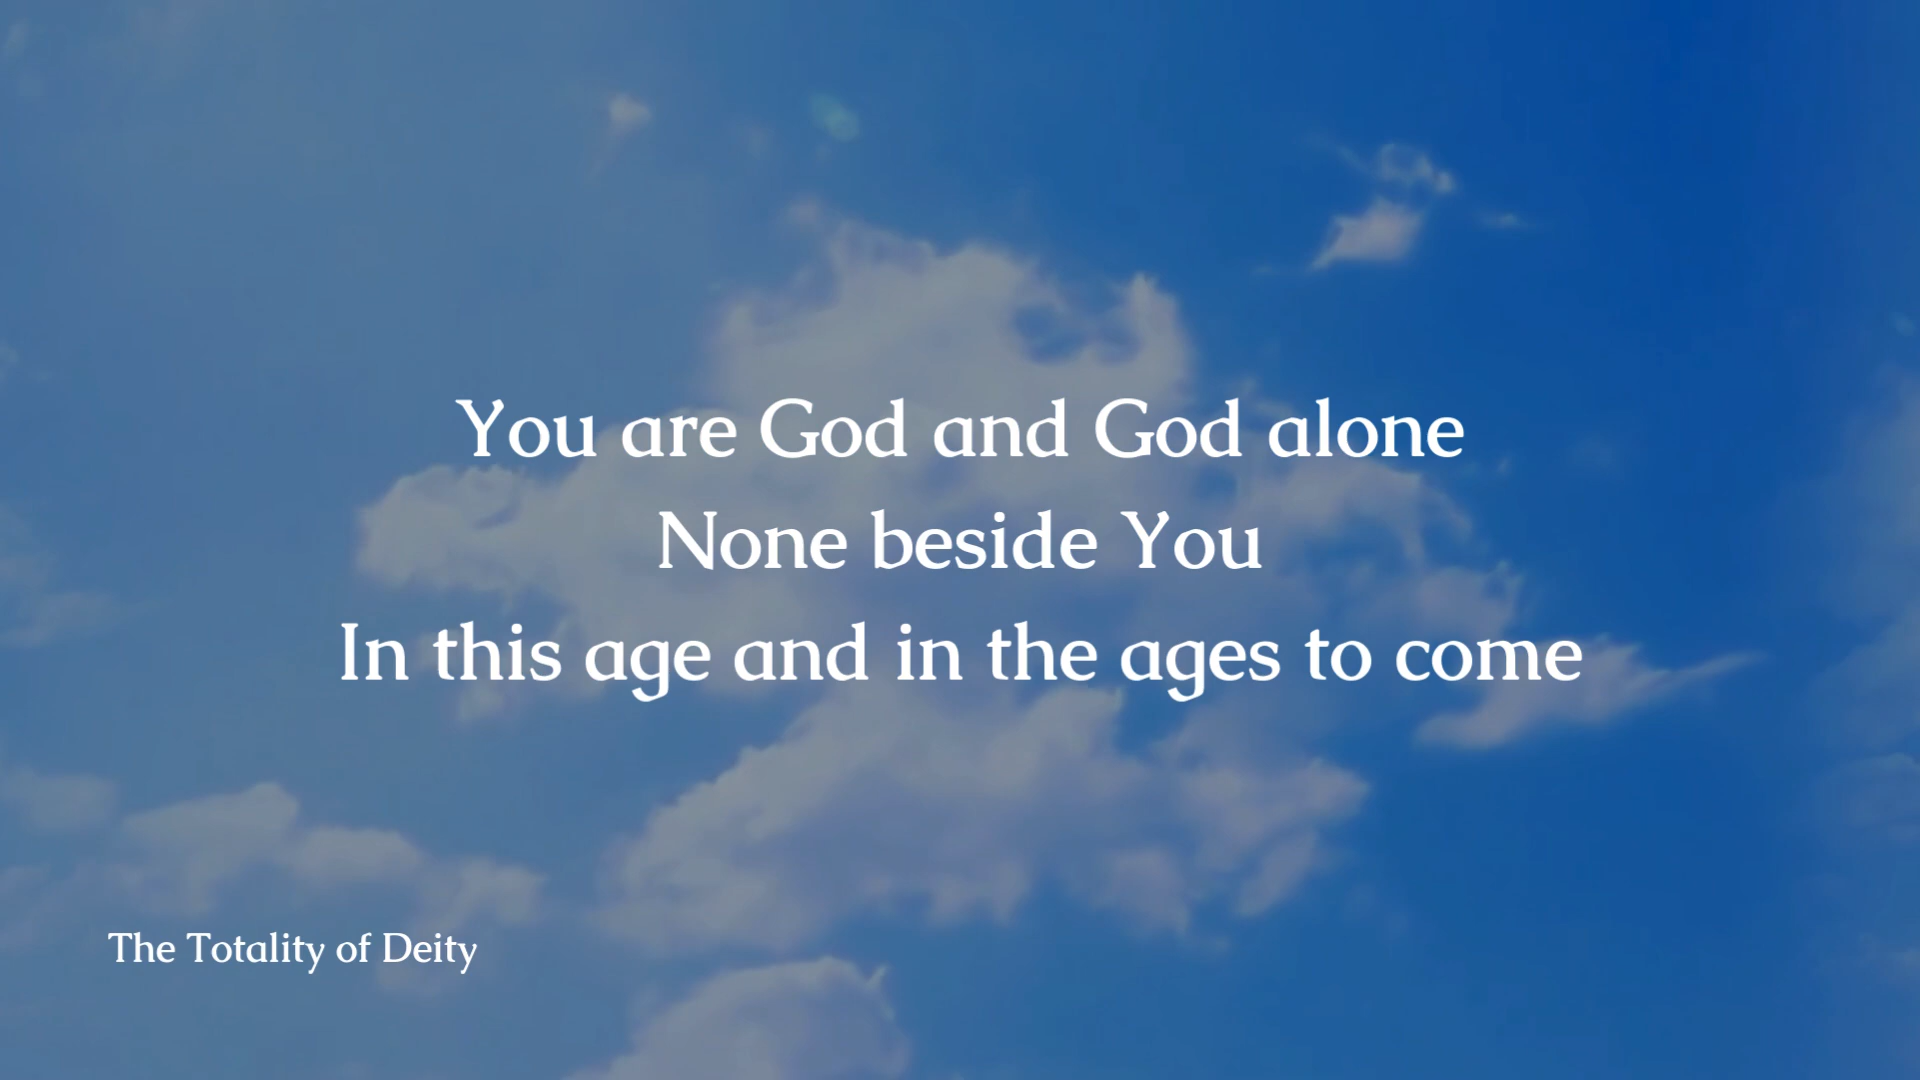 You are God and God alone
None beside You
In this age and in the ages to come
The Totality of Deity